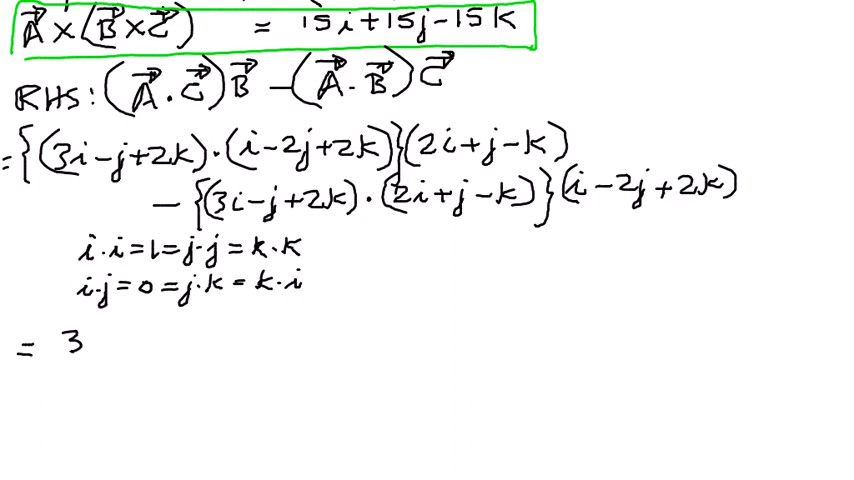 A⃗ × (B⃗ × C⃗) = 15i + 15j - 15k
RHS: (A⃗ · C⃗) B⃗ - (A⃗ · B⃗) C⃗
= {(3i - j + 2k) · (i - 2j + 2k)} (2i + j - k)
- {(3i - j + 2k) · (2i + j - k)} (i - 2j + 2k)
i · i = 1 = j · j = k · k
i · j = 0 = j · k = k · i
= 3